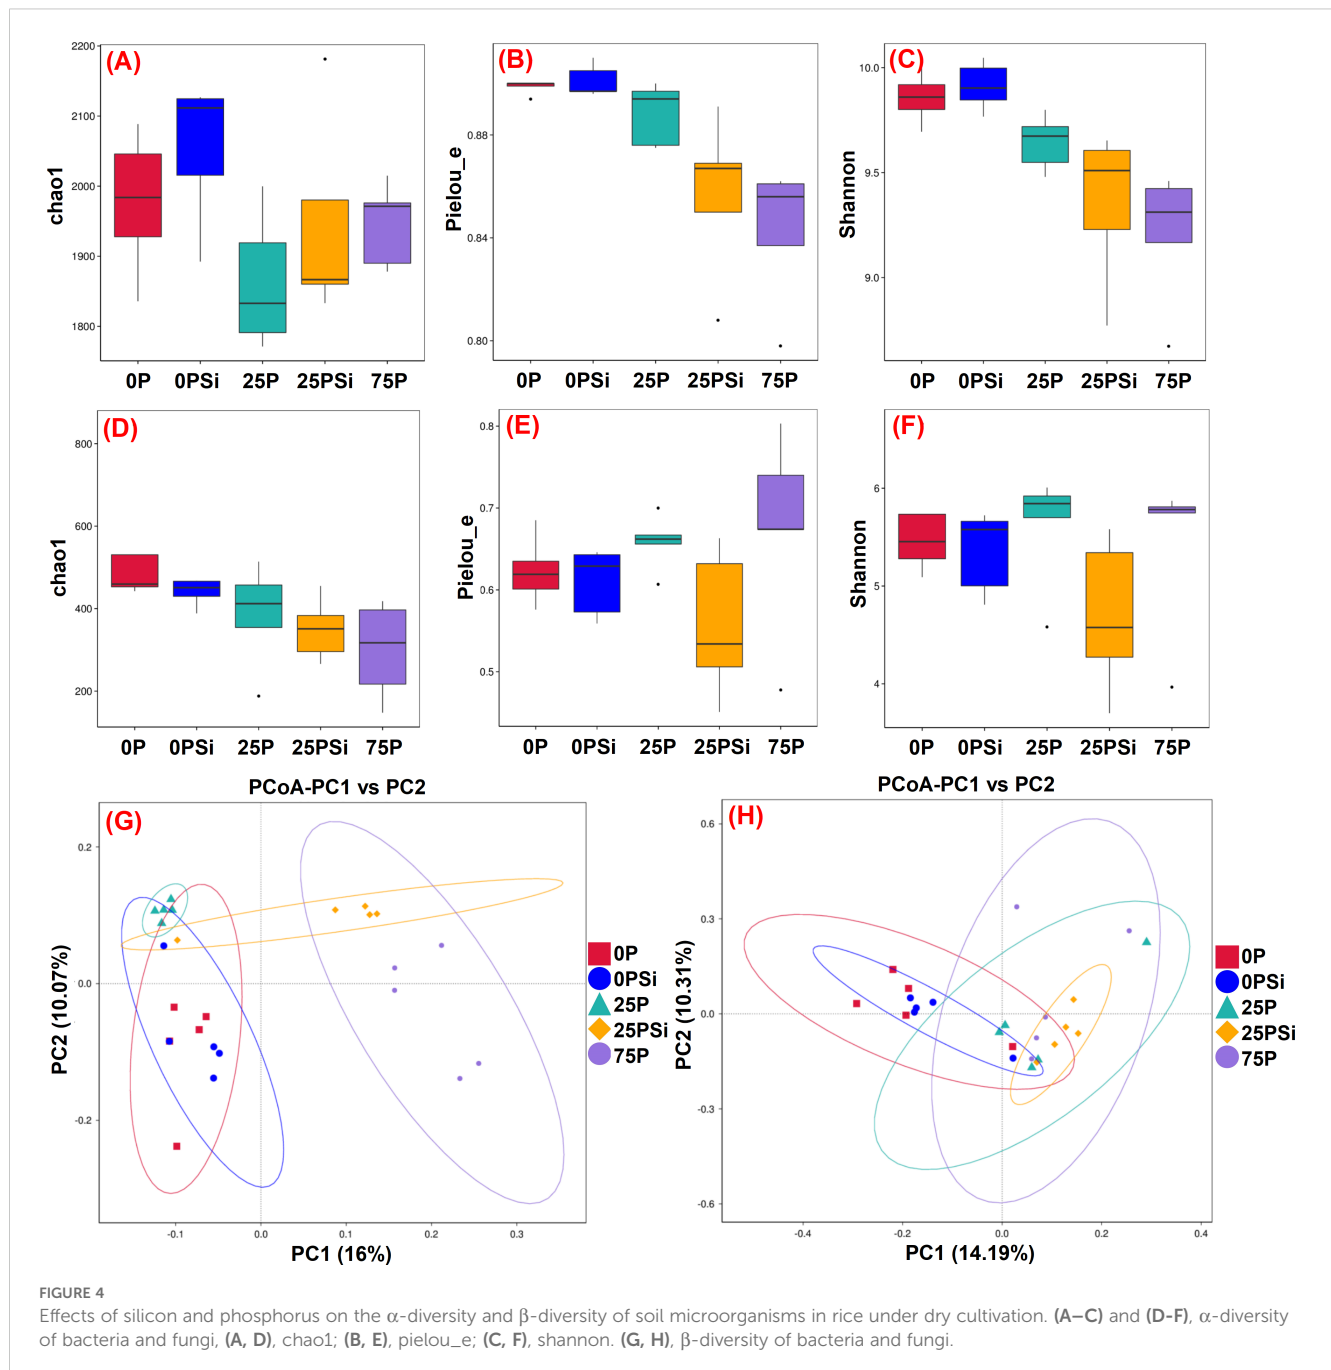 (A)
2200
2100
2000
1900
1800
chao1
0P 0PSi 25P 25PSi 75P
(B)
0.88
0.84
0.80
Pielou_e
0P 0PSi 25P 25PSi 75P
(C)
10.0
9.5
9.0
Shannon
0P 0PSi 25P 25PSi 75P
(D)
800
600
400
200
chao1
0P 0PSi 25P 25PSi 75P
(E)
0.8
0.7
0.6
0.5
Pielou_e
0P 0PSi 25P 25PSi 75P
(F)
6
5
4
Shannon
0P 0PSi 25P 25PSi 75P
PCoA-PC1 vs PC2
(G)
0.2
0.0
-0.2
PC2 (10.07%)
-0.1 0.0 0.1 0.2 0.3
PC1 (16%)
0P
0PSi
25P
25PSi
75P
PCoA-PC1 vs PC2
(H)
0.6
0.3
0.0
-0.3
-0.6
PC2 (10.31%)
-0.4 -0.2 0.0 0.2 0.4
PC1 (14.19%)
0P
0PSi
25P
25PSi
75P
FIGURE 4
Effects of silicon and phosphorus on the α-diversity and β-diversity of soil microorganisms in rice under dry cultivation. (A–C) and (D-F), α-diversity
of bacteria and fungi, (A, D), chao1; (B, E), pielou_e; (C, F), shannon. (G, H), β-diversity of bacteria and fungi.